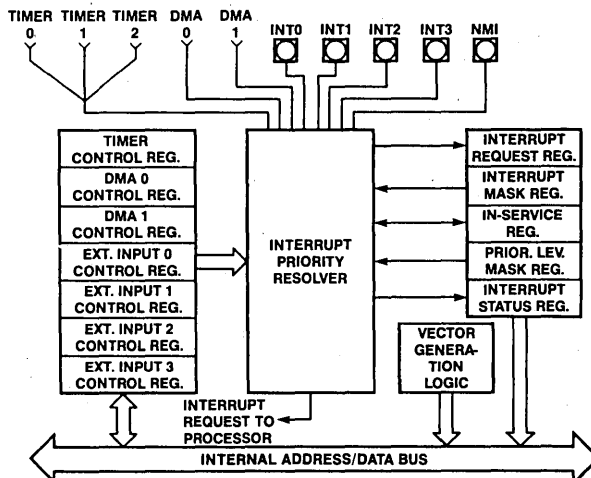 TIMER TIMER TIMER DMA DMA
0 1 2 0 1
INT0 INT1 INT2 INT3 NMI
TIMER
CONTROL REG.
DMA 0
CONTROL REG.
DMA 1
CONTROL REG.
EXT. INPUT 0
CONTROL REG.
EXT. INPUT 1
CONTROL REG.
EXT. INPUT 2
CONTROL REG.
EXT. INPUT 3
CONTROL REG.
INTERRUPT
PRIORITY
RESOLVER
INTERRUPT
REQUEST REG.
INTERRUPT
MASK REG.
IN-SERVICE
REG.
PRIOR. LEV.
MASK REG.
INTERRUPT
STATUS REG.
VECTOR
GENERA-
TION
LOGIC
INTERRUPT
REQUEST TO
PROCESSOR
INTERNAL ADDRESS/DATA BUS